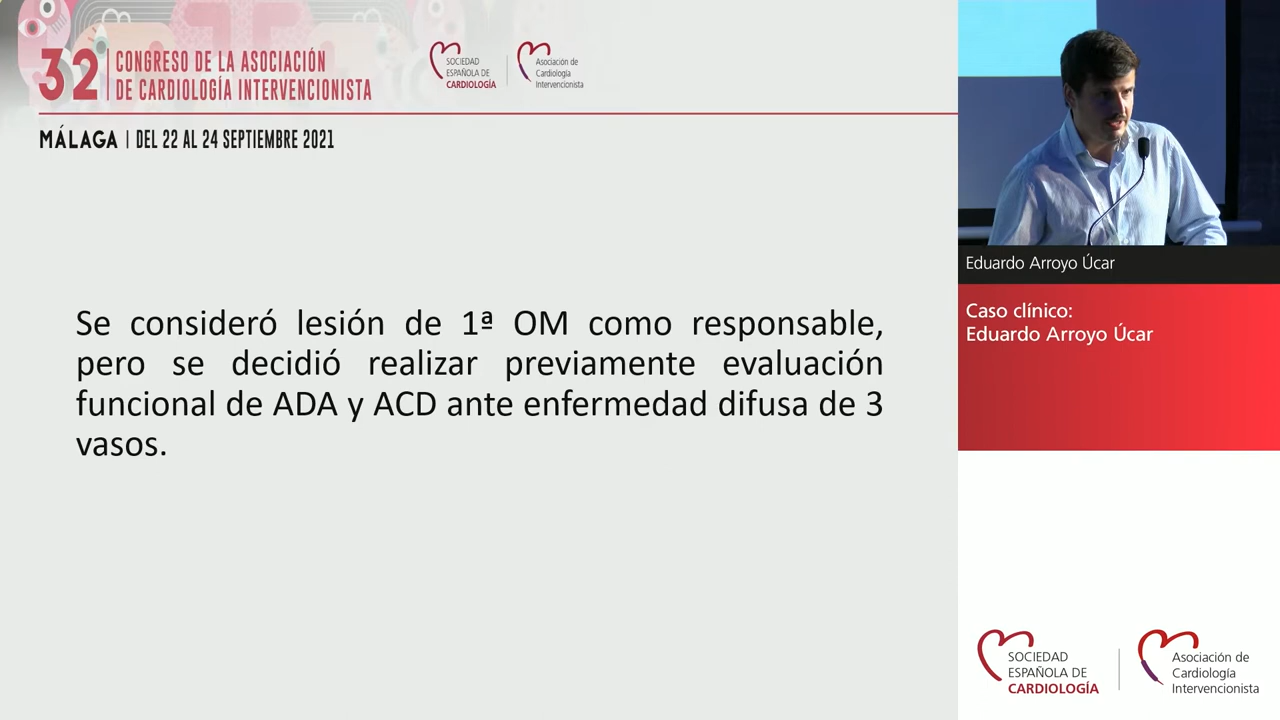 32
CONGRESO DE LA ASOCIACIÓN
DE CARDIOLOGÍA INTERVENCIONISTA
SOCIEDAD
ESPAÑOLA DE
CARDIOLOGÍA
Asociación de
Cardiología
Intervencionista
MÁLAGA | DEL 22 AL 24 SEPTIEMBRE 2021
Se consideró lesión de 1ª OM como responsable,
pero se decidió realizar previamente evaluación
funcional de ADA y ACD ante enfermedad difusa de 3
vasos.
Eduardo Arroyo Úcar
Caso clínico:
Eduardo Arroyo Úcar
SOCIEDAD
ESPAÑOLA DE
CARDIOLOGÍA
Asociación de
Cardiología
Intervencionista